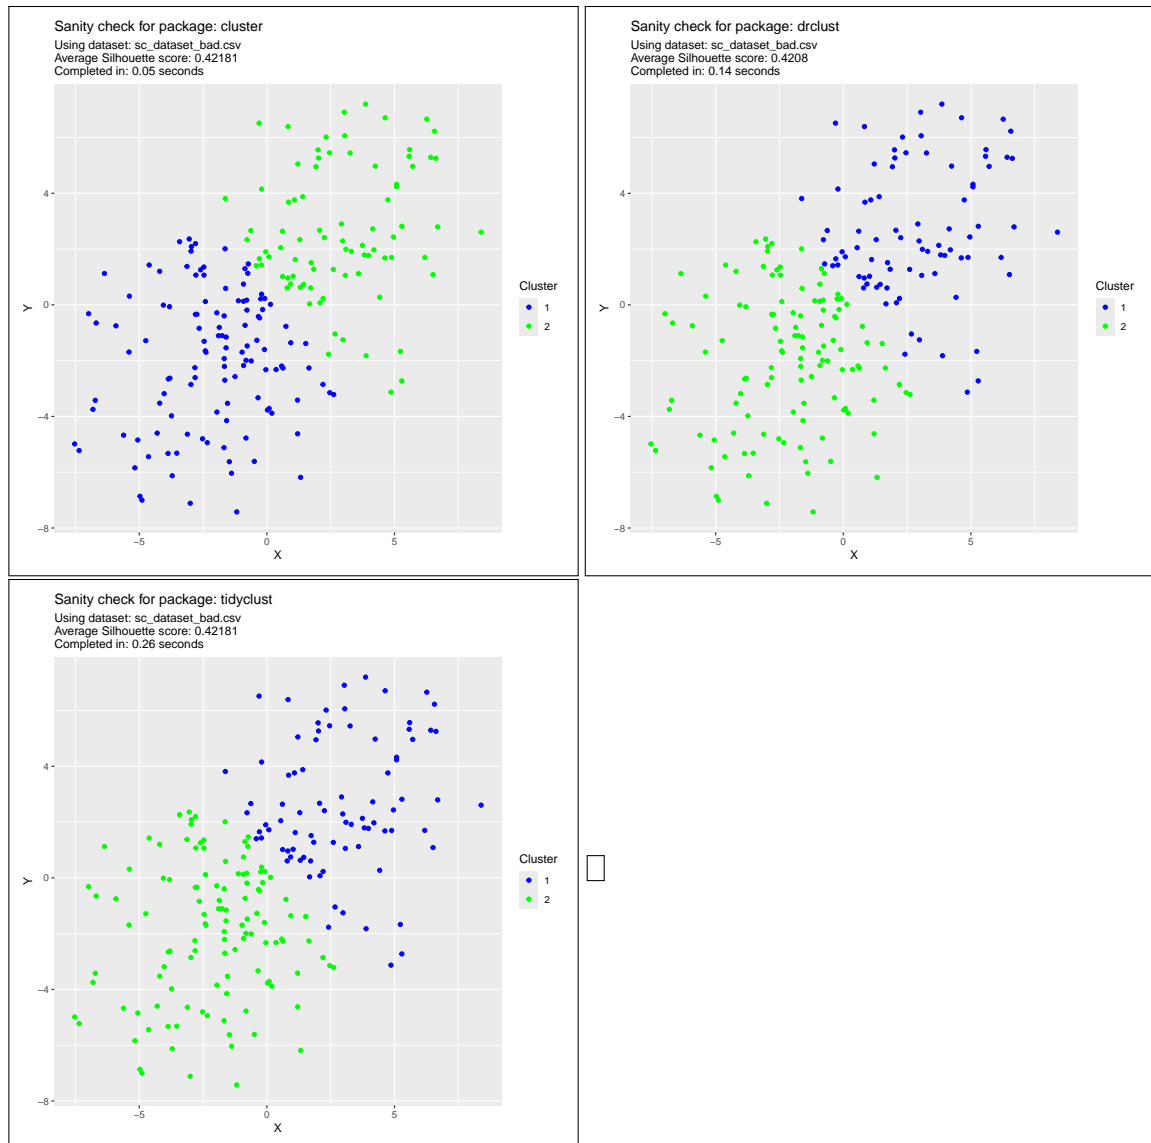 Sanity check for package: cluster
Using dataset: sc_dataset_bad.csv
Average Silhouette score: 0.42181
Completed in: 0.05 seconds
4
0
−4
−8
Y
−5
0
5
X
Cluster
1
2
Sanity check for package: drclust
Using dataset: sc_dataset_bad.csv
Average Silhouette score: 0.4208
Completed in: 0.14 seconds
4
0
−4
−8
Y
−5
0
5
X
Cluster
1
2
Sanity check for package: tidyclust
Using dataset: sc_dataset_bad.csv
Average Silhouette score: 0.42181
Completed in: 0.26 seconds
4
0
−4
−8
Y
−5
0
5
X
Cluster
1
2